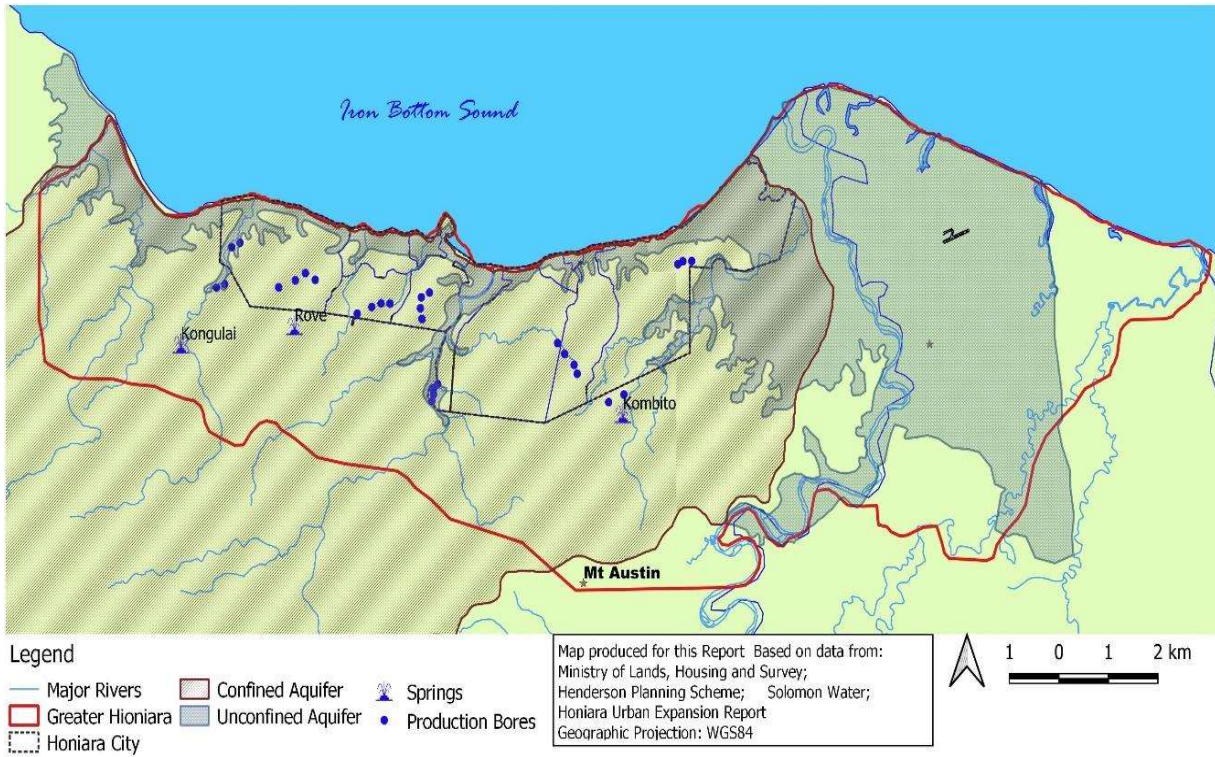 Iron Bottom Sound
Kongulai
Rove
Kombito
Mt Austin
Legend
Major Rivers
Greater Hioniara
Honiara City
Confined Aquifer
Unconfined Aquifer
Springs
Production Bores
Map produced for this Report Based on data from:
Ministry of Lands, Housing and Survey;
Henderson Planning Scheme; Solomon Water;
Honiara Urban Expansion Report
Geographic Projection: WGS84
1 0 1 2 km